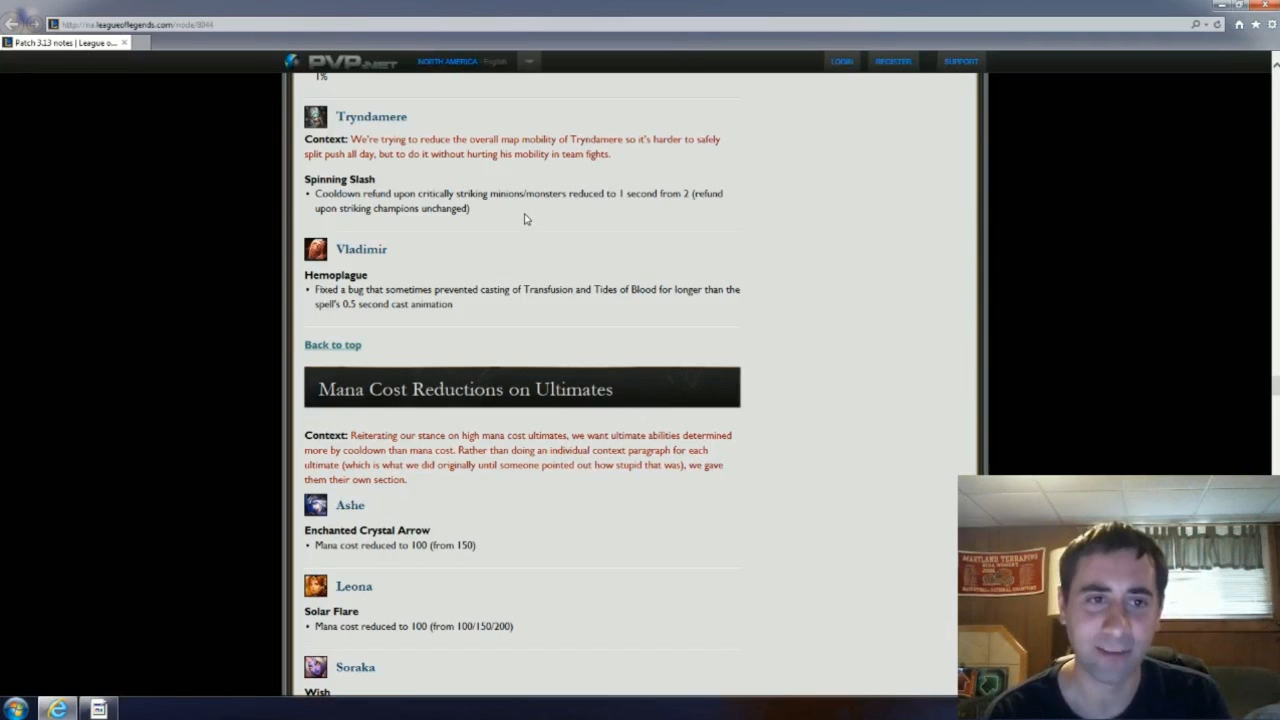 http://na.leagueoflegends.com/node/8044
Patch 3.13 notes | League o...
PVP.NET NORTH AMERICA - English LOGIN REGISTER SUPPORT
1%
Tryndamere
Context: We're trying to reduce the overall map mobility of Tryndamere so it's harder to safely
split push all day, but to do it without hurting his mobility in team fights.
Spinning Slash
• Cooldown refund upon critically striking minions/monsters reduced to 1 second from 2 (refund
upon striking champions unchanged)
Vladimir
Hemoplague
• Fixed a bug that sometimes prevented casting of Transfusion and Tides of Blood for longer than the
spell's 0.5 second cast animation
Back to top
Mana Cost Reductions on Ultimates
Context: Reiterating our stance on high mana cost ultimates, we want ultimate abilities determined
more by cooldown than mana cost. Rather than doing an individual context paragraph for each
ultimate (which is what we did originally until someone pointed out how stupid that was), we gave
them their own section.
Ashe
Enchanted Crystal Arrow
• Mana cost reduced to 100 (from 150)
Leona
Solar Flare
• Mana cost reduced to 100 (from 100/150/200)
Soraka
Wish
MARYLAND TERRAPINS